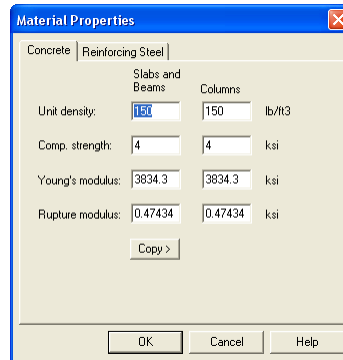 Material Properties
Concrete Reinforcing Steel
Slabs and
Beams Columns
Unit density: 150 150 lb/ft3
Comp. strength: 4 4 ksi
Young's modulus: 3834.3 3834.3 ksi
Rupture modulus: 0.47434 0.47434 ksi
Copy >
OK Cancel Help